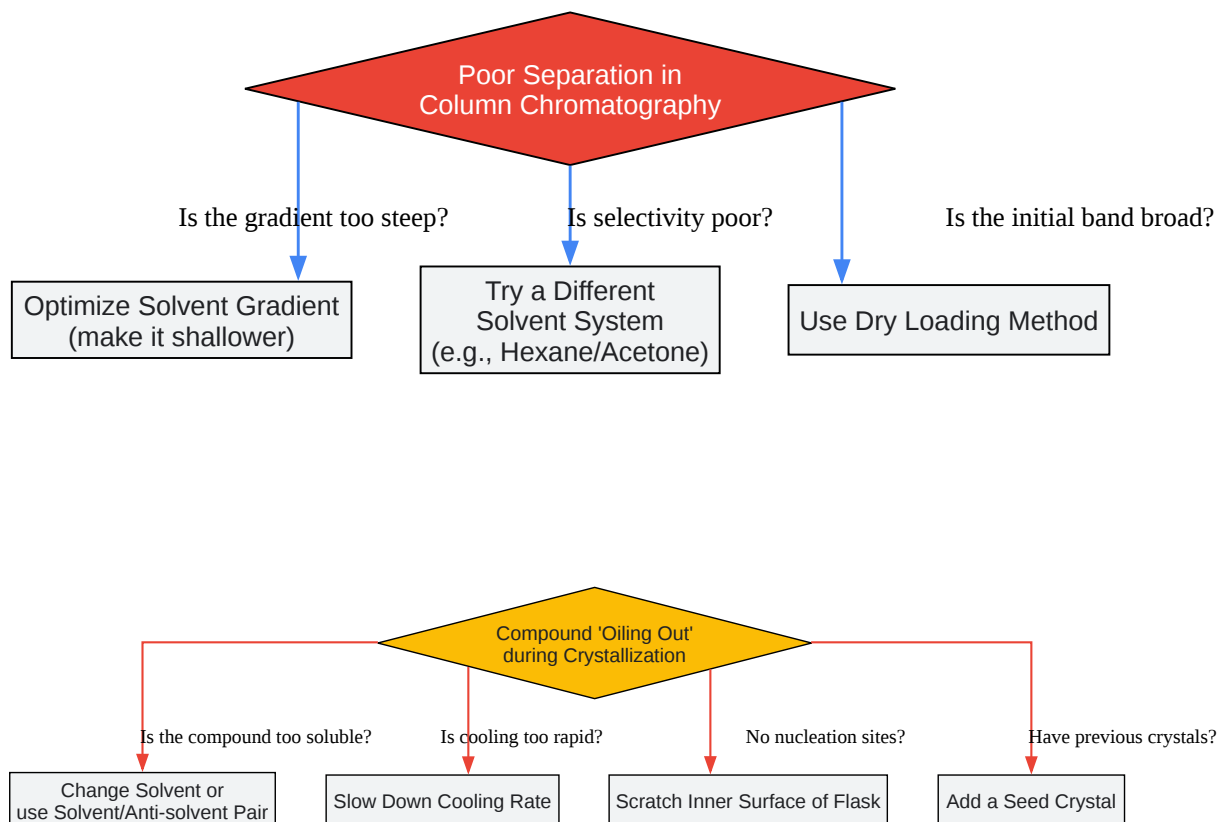 Poor Separation in
Column Chromatography
Is the gradient too steep?
Is selectivity poor?
Is the initial band broad?
Optimize Solvent Gradient
(make it shallower)
Try a Different
Solvent System
(e.g., Hexane/Acetone)
Use Dry Loading Method
Compound 'Oiling Out'
during Crystallization
Is the compound too soluble?
Is cooling too rapid?
No nucleation sites?
Have previous crystals?
Change Solvent or
use Solvent/Anti-solvent Pair
Slow Down Cooling Rate
Scratch Inner Surface of Flask
Add a Seed Crystal